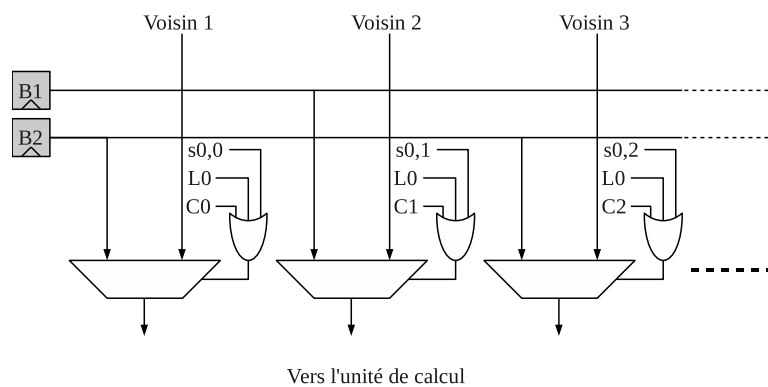 Voisin 1 Voisin 2 Voisin 3
B1
B2
s0,0 s0,1 s0,2
L0 L0 L0
C0 C1 C2
Vers l'unité de calcul